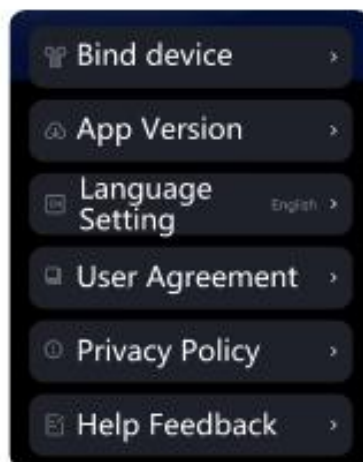 Bind device
App Version
Language
Setting
English
User Agreement
Privacy Policy
Help Feedback